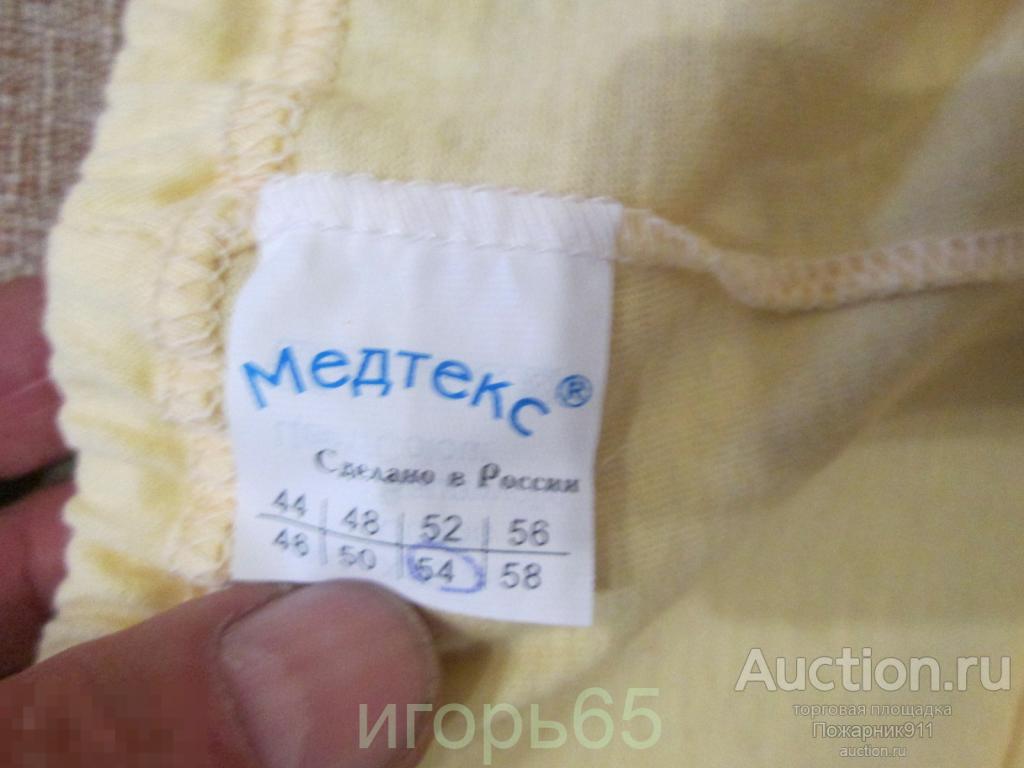 Медтекс®
Сделано в России
44 48 52 56
46 50 54 58
Auction.ru
торговая площадка
Пожарник911
auction.ru
игорь65